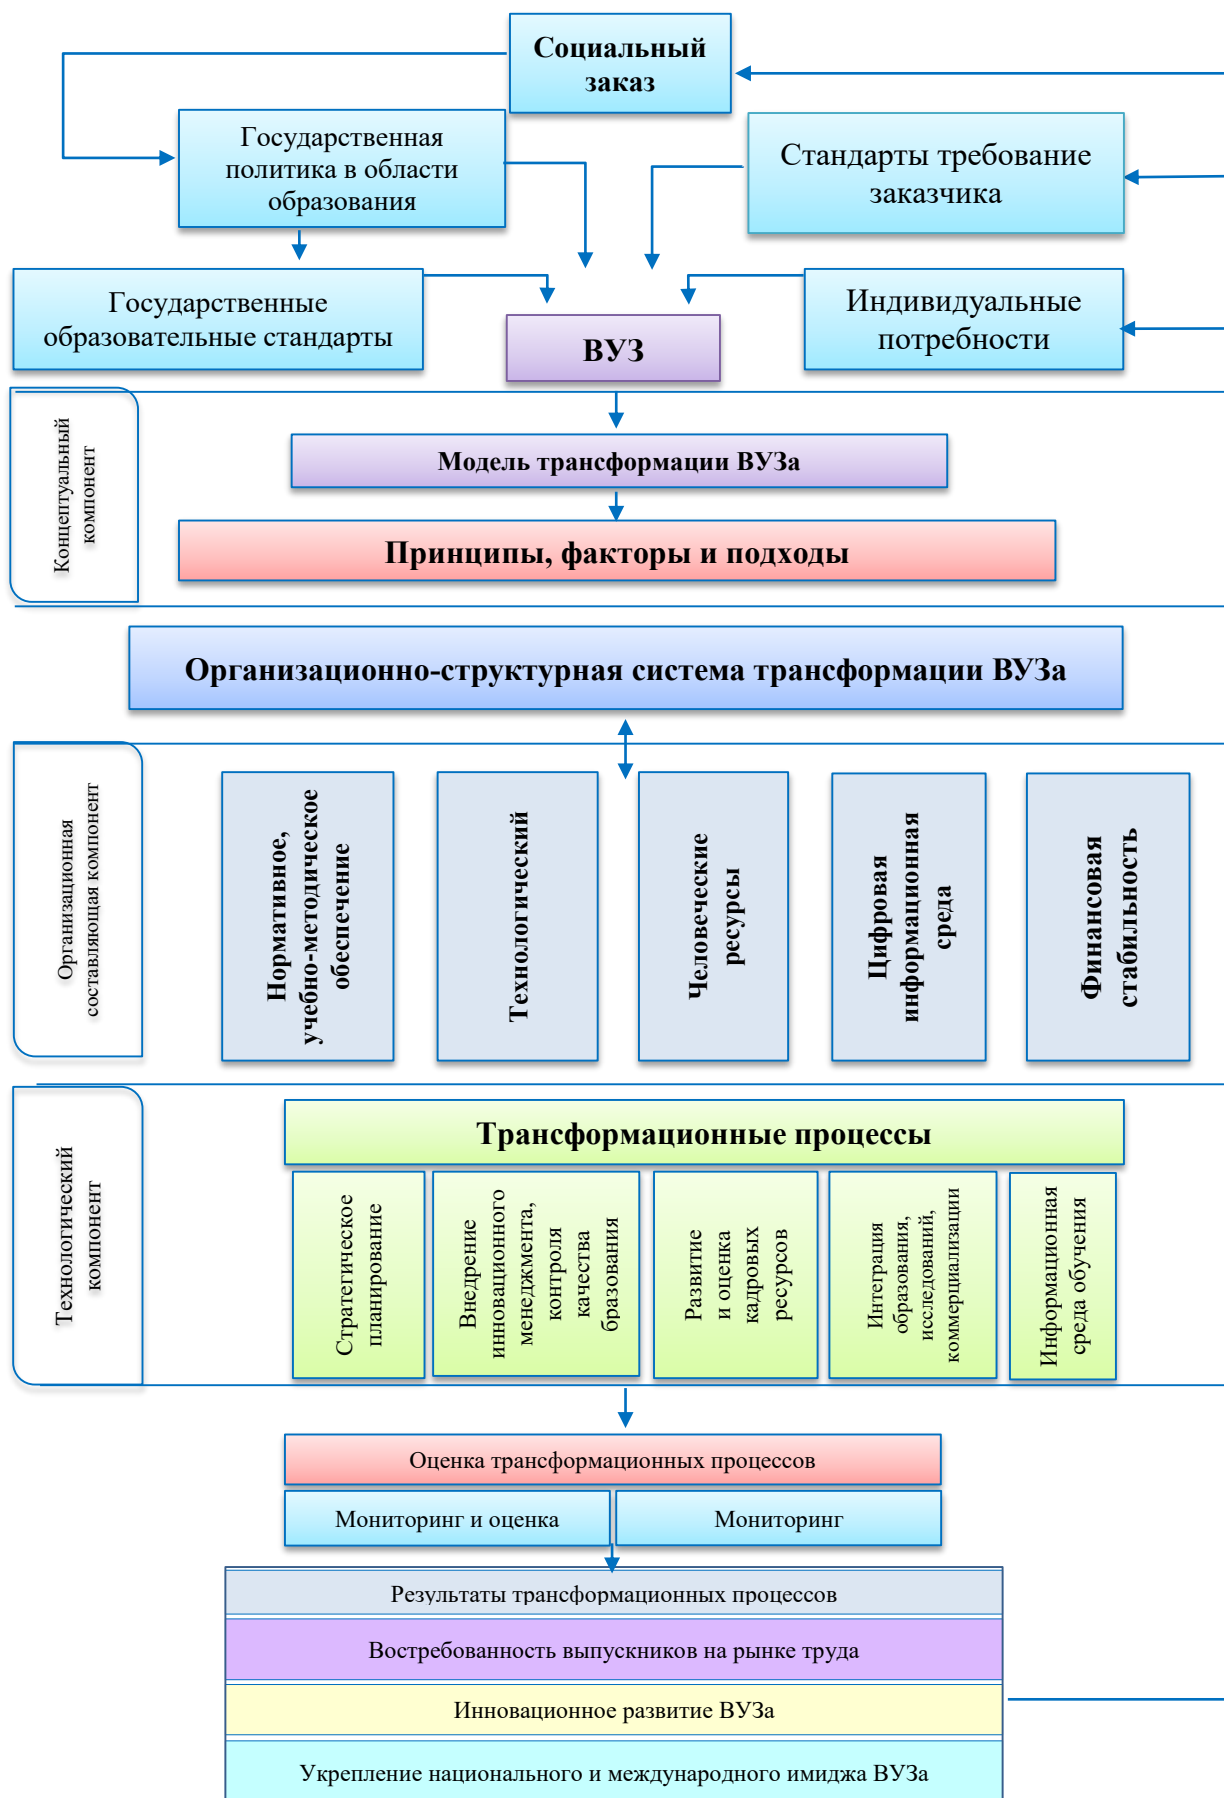 Социальный
заказ
Государственная
политика в области
образования
Стандарты требование
заказчика
Государственные
образовательные стандарты
Индивидуальные
потребности
ВУЗ
Концептуальный
компонент
Модель трансформации ВУЗа
Принципы, факторы и подходы
Организационно-структурная система трансформации ВУЗа
Организационная
составляющая компонент
Нормативное,
учебно-методическое
обеспечение
Технологический
Человеческие
ресурсы
Цифровая
информационная
среда
Финансовая
стабильность
Технологический
компонент
Трансформационные процессы
Стратегическое
планирование
Внедрение
инновационного
менеджмента,
контроля
качества
бразования
Развитие
и оценка
кадровых
ресурсов
Интеграция
образования,
исследований,
коммерциализации
Информационная
среда обучения
Оценка трансформационных процессов
Мониторинг и оценка
Мониторинг
Результаты трансформационных процессов
Востребованность выпускников на рынке труда
Инновационное развитие ВУЗа
Укрепление национального и международного имиджа ВУЗа